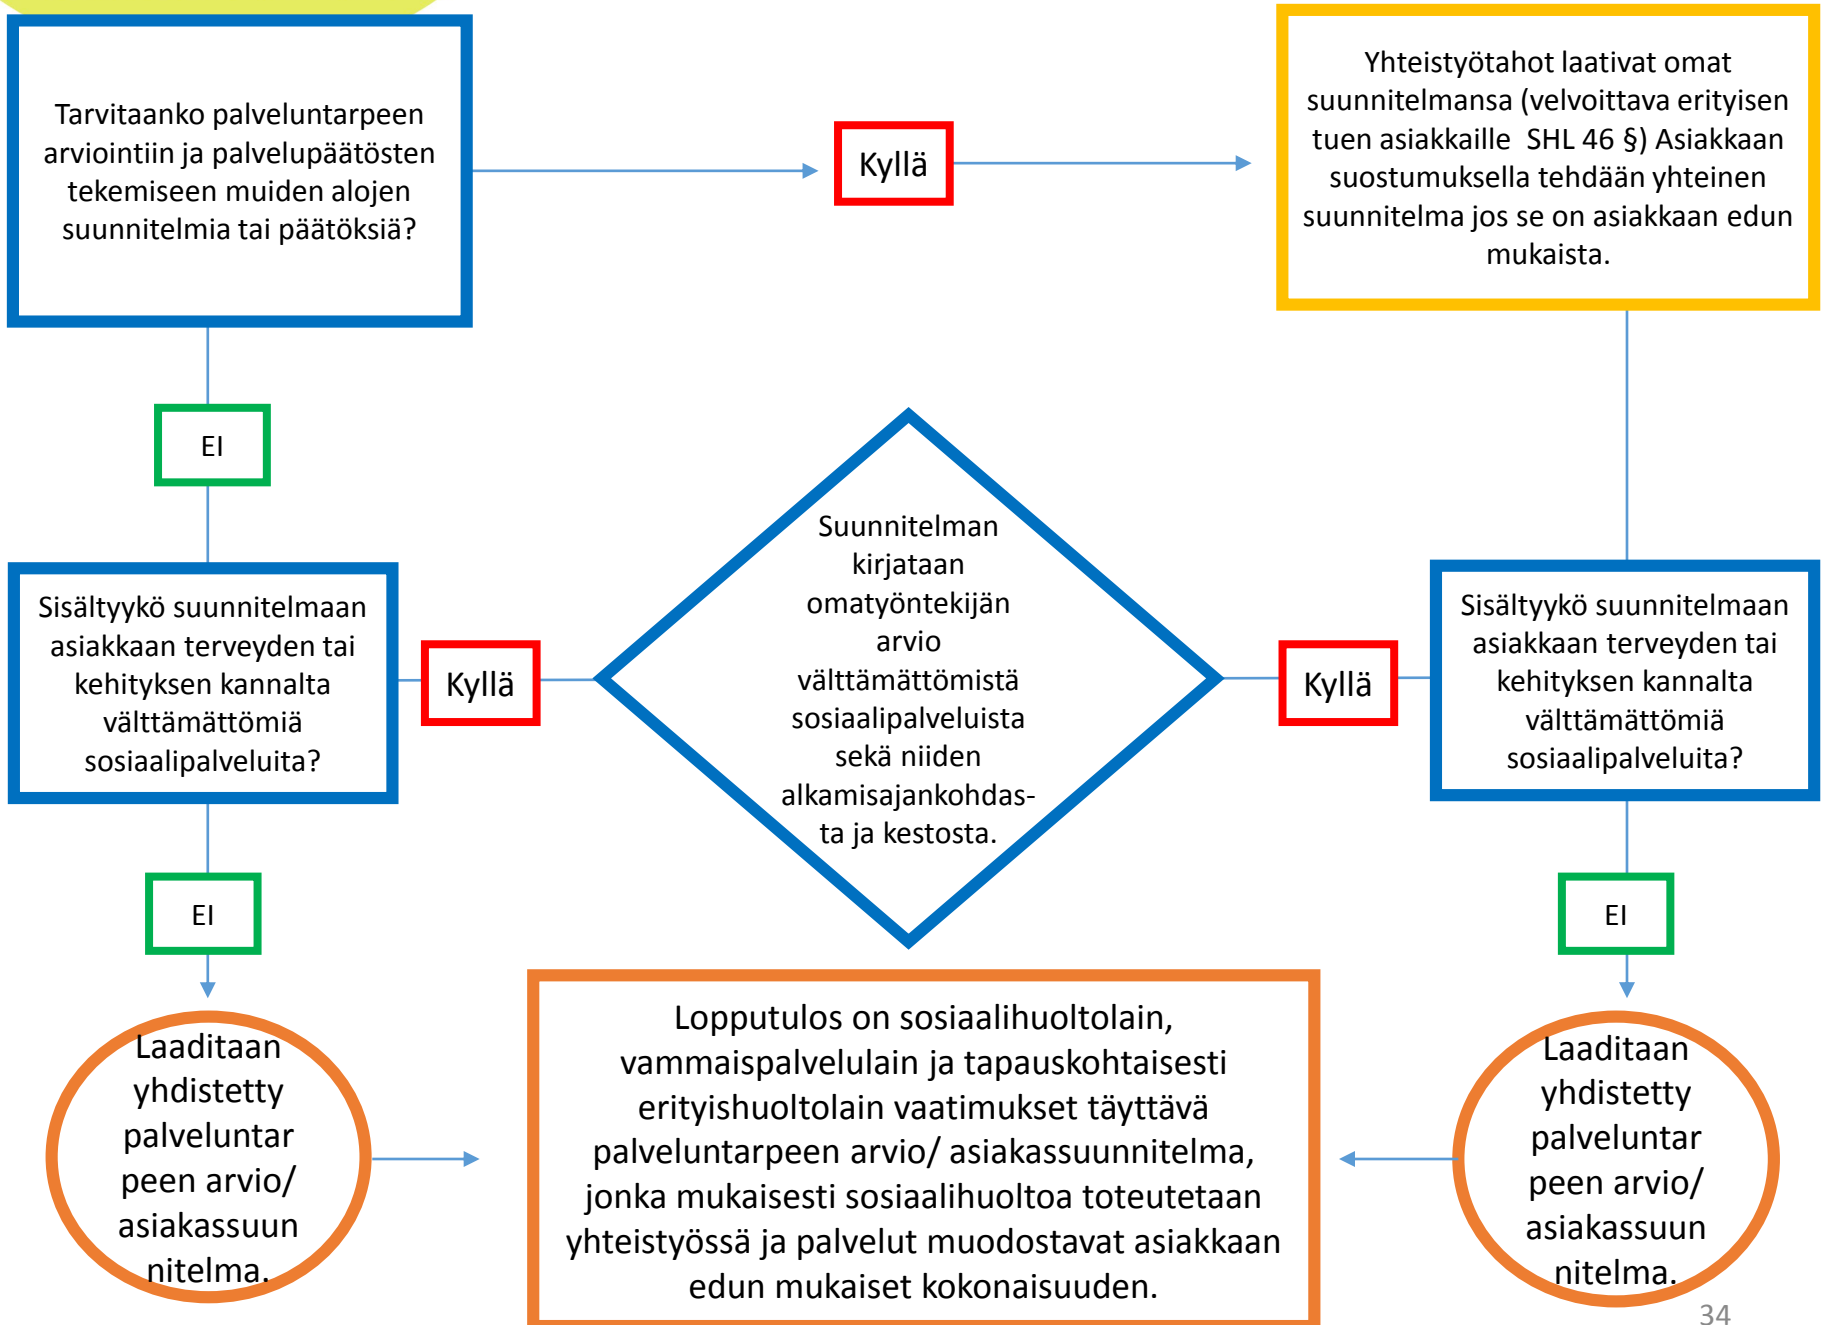 Tarvitaanko palveluntarpeen
arviointiin ja palvelupäätösten
tekemiseen muiden alojen
suunnitelmia tai päätöksiä?
Kyllä
Yhteistyötahot laativat omat
suunnitelmansa (velvoittava erityisen
tuen asiakkaille SHL 46 §) Asiakkaan
suostumuksella tehdään yhteinen
suunnitelma jos se on asiakkaan edun
mukaista.
EI
Sisältyykö suunnitelmaan
asiakkaan terveyden tai
kehityksen kannalta
välttämättömiä
sosiaalipalveluita?
Kyllä
Suunnitelman
kirjataan
omatyöntekijän
arvio
välttämättömistä
sosiaalipalveluista
sekä niiden
alkamisajankohdas-
ta ja kestosta.
Kyllä
Sisältyykö suunnitelmaan
asiakkaan terveyden tai
kehityksen kannalta
välttämättömiä
sosiaalipalveluita?
EI
EI
Laaditaan
yhdistetty
palveluntar
peen arvio/
asiakassuun
nitelma.
Lopputulos on sosiaalihuoltolain,
vammaispalvelulain ja tapauskohtaisesti
erityishuoltolain vaatimukset täyttävä
palveluntarpeen arvio/ asiakassuunnitelma,
jonka mukaisesti sosiaalihuoltoa toteutetaan
yhteistyössä ja palvelut muodostavat asiakkaan
edun mukaiset kokonaisuuden.
Laaditaan
yhdistetty
palveluntar
peen arvio/
asiakassuun
nitelma.
34